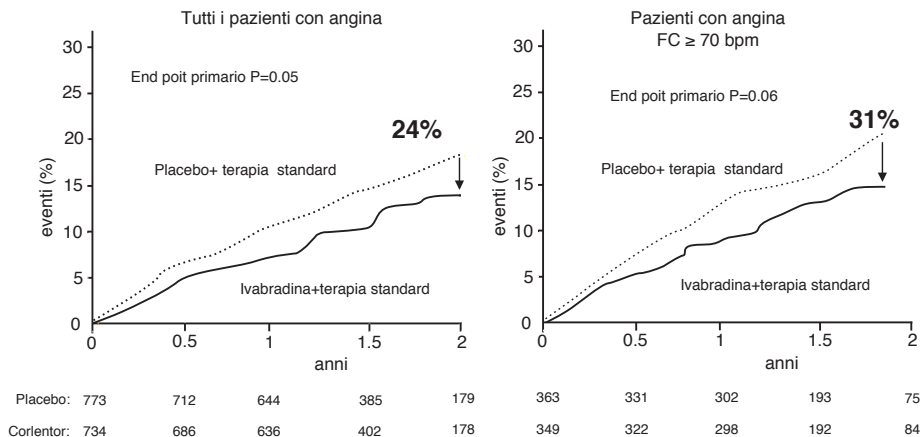 Tutti i pazienti con angina
30
25
20
15
10
5
0
eventi (%)
End poit primario P=0.05
24%
Placebo+ terapia standard
Ivabradina+terapia standard
0 0.5 1 1.5 2
anni
Pazienti con angina
FC ≥ 70 bpm
30
25
20
15
10
5
0
eventi (%)
End poit primario P=0.06
31%
Placebo+ terapia standard
Ivabradina+terapia standard
0 0.5 1 1.5 2
anni
Placebo: 773 712 644 385 179 363 331 302 193 75
Corlentor: 734 686 636 402 178 349 322 298 192 84